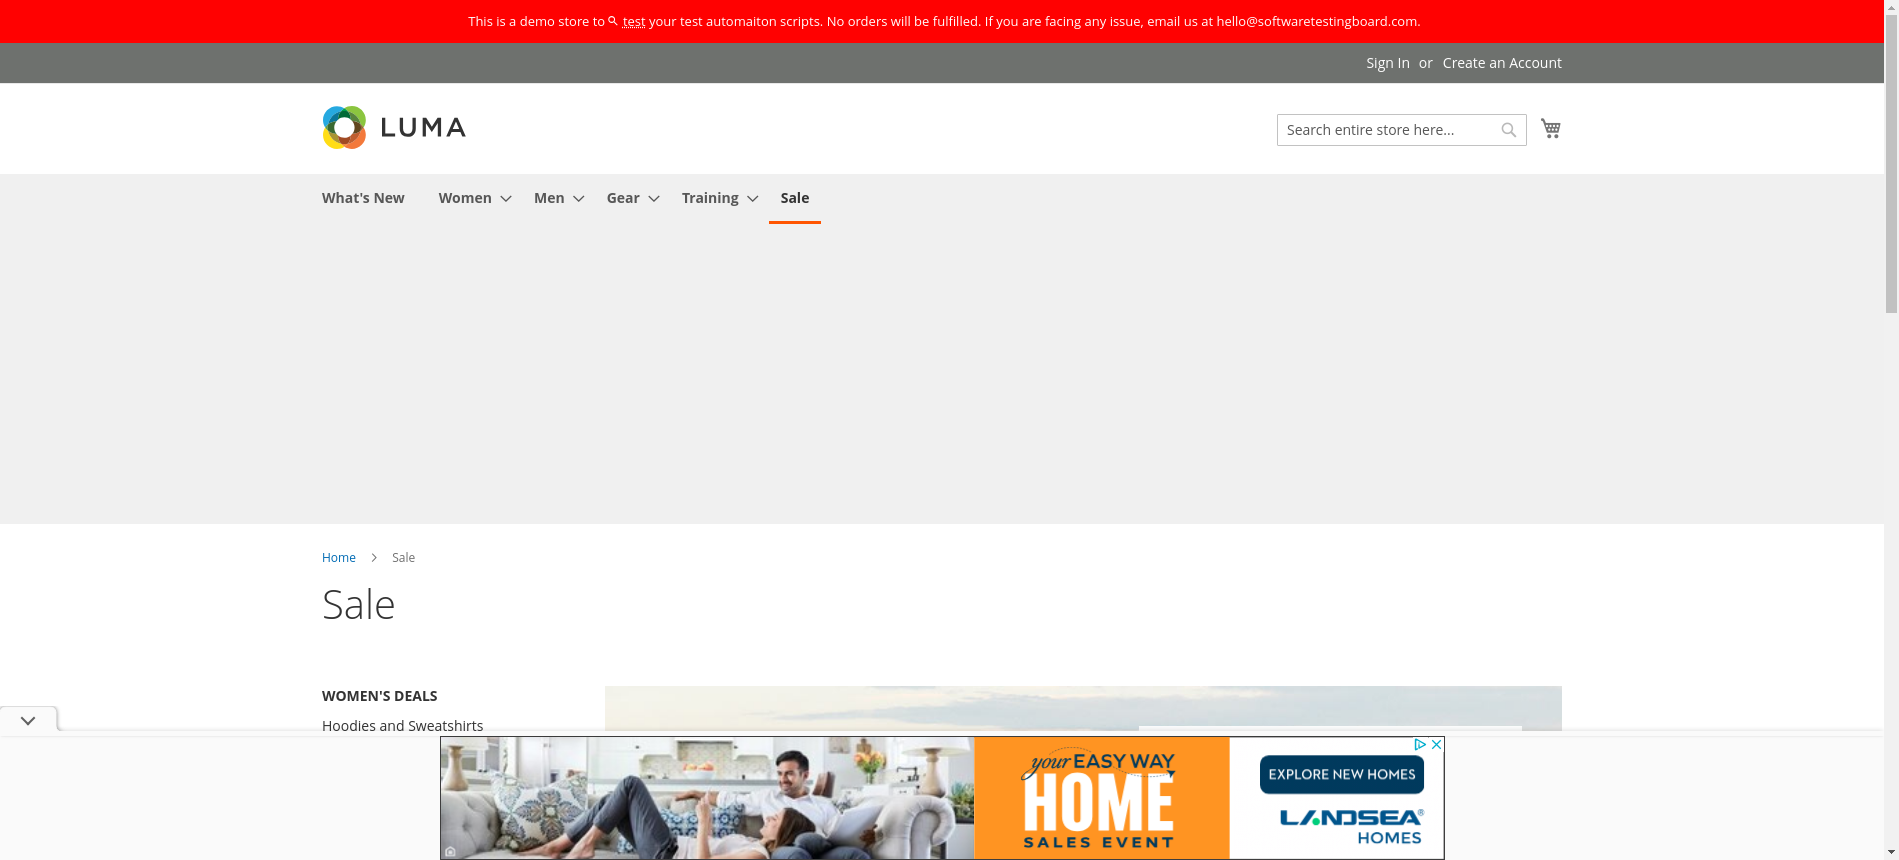 This is a demo store to test your test automaiton scripts. No orders will be fulfilled. If you are facing any issue, email us at hello@softwaretestingboard.com.
Sign In or Create an Account
LUMA
Search entire store here...
What's New Women Men Gear Training Sale
Home > Sale
Sale
WOMEN'S DEALS
Hoodies and Sweatshirts
your EASY WAY
HOME
SALES EVENT
EXPLORE NEW HOMES
LANDSEA®
HOMES